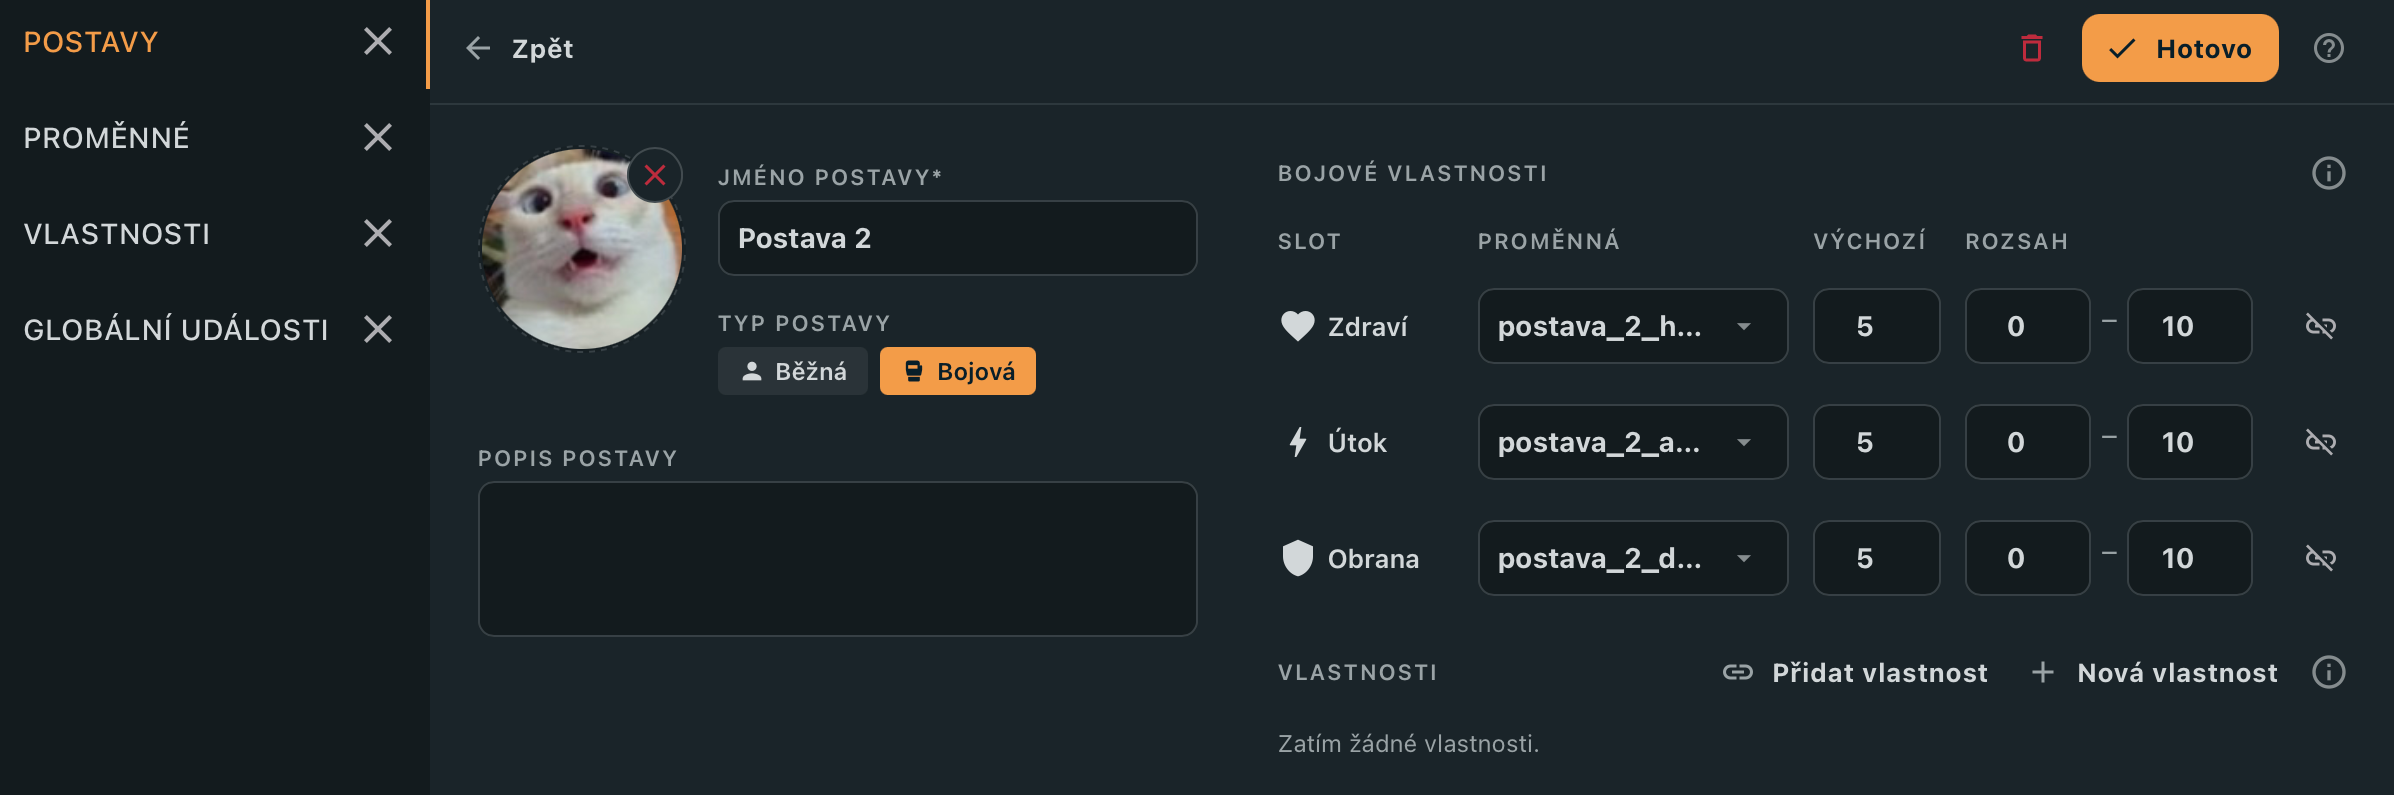 POSTAVY
PROMĚNNÉ
VLASTNOSTI
GLOBÁLNÍ UDÁLOSTI
Zpět
Hotovo
JMÉNO POSTAVY*
Postava 2
TYP POSTAVY
Běžná
Bojová
POPIS POSTAVY
BOJOVÉ VLASTNOSTI
SLOT PROMĚNNÁ VÝCHOZÍ ROZSAH
Zdraví postava_2_h... 5 0 – 10
Útok postava_2_a... 5 0 – 10
Obrana postava_2_d... 5 0 – 10
VLASTNOSTI Přidat vlastnost Nová vlastnost
Zatím žádné vlastnosti.